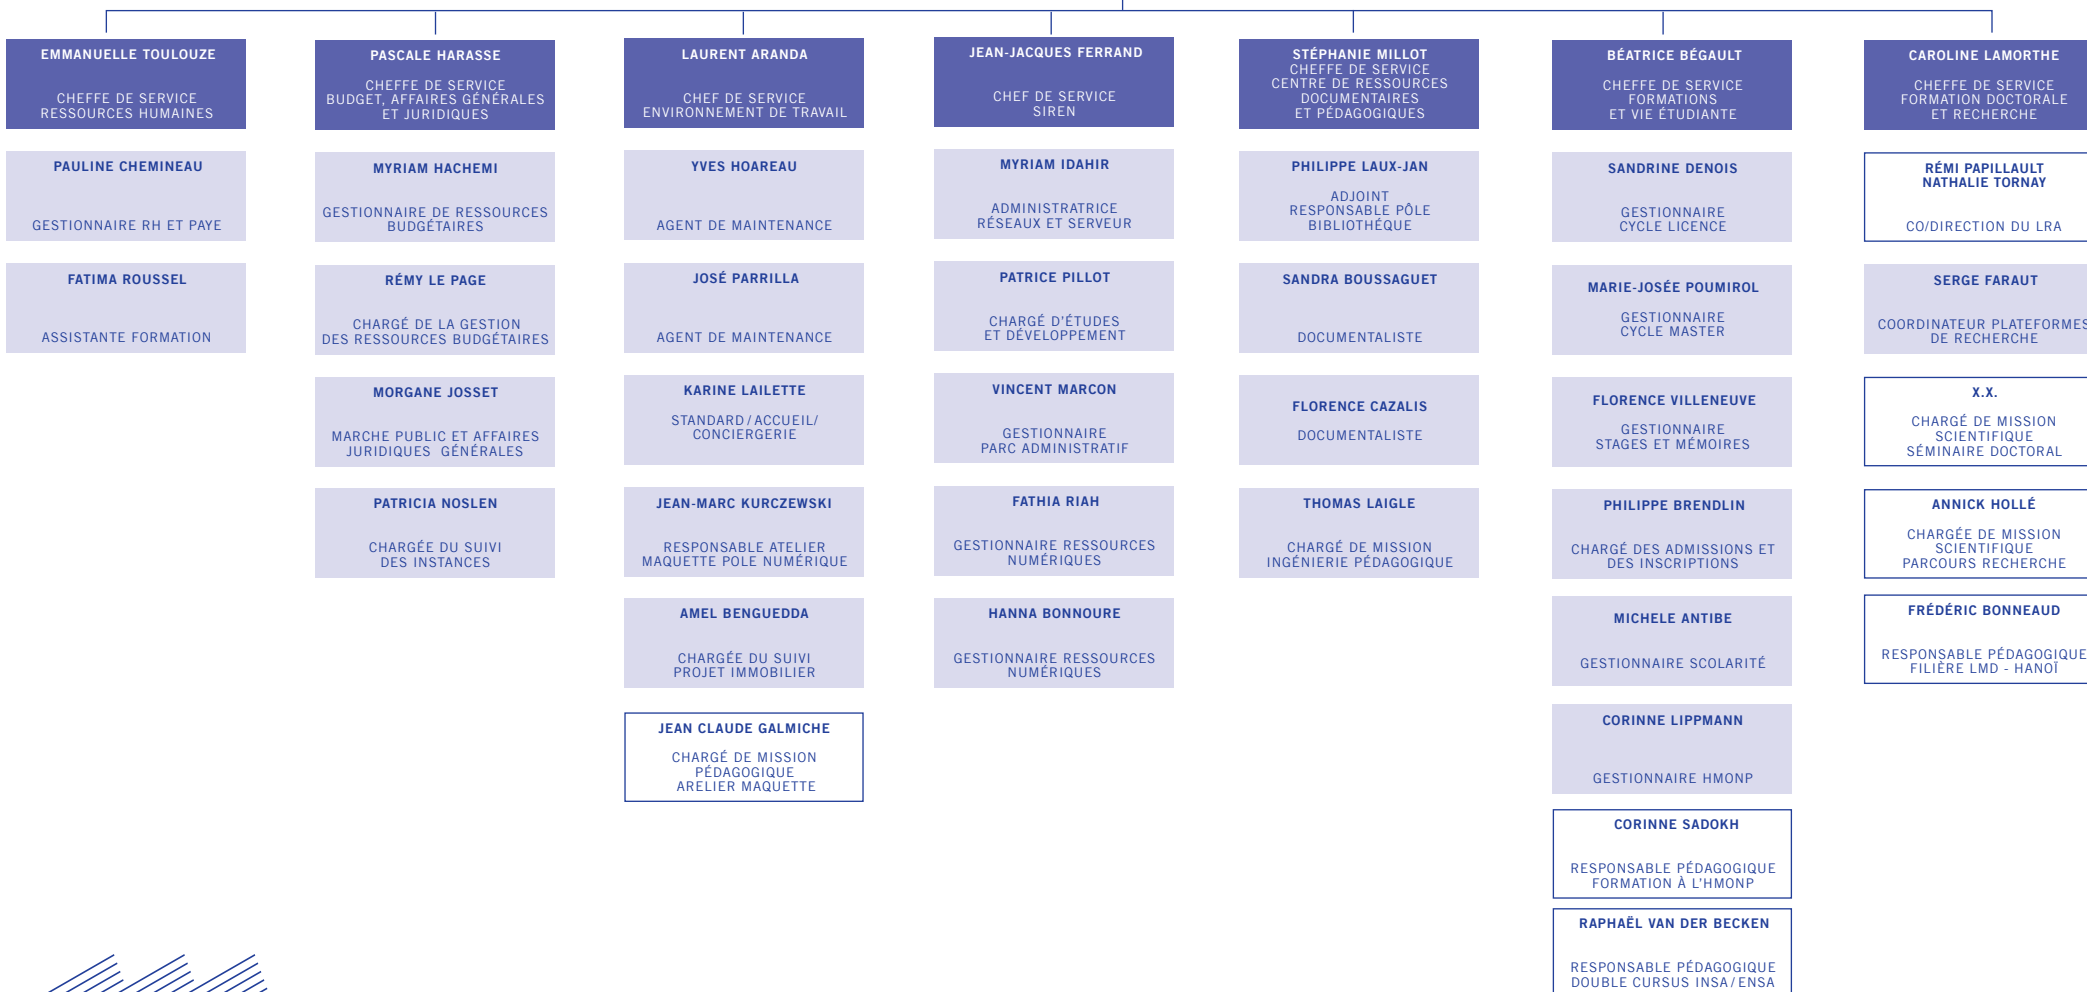 EMMANUELLE TOULOUZE
CHEFFE DE SERVICE
RESSOURCES HUMAINES
PAULINE CHEMINEAU
GESTIONNAIRE RH ET PAYE
FATIMA ROUSSEL
ASSISTANTE FORMATION
PASCALE HARASSE
CHEFFE DE SERVICE
BUDGET, AFFAIRES GÉNÉRALES
ET JURIDIQUES
MYRIAM HACHEMI
GESTIONNAIRE DE RESSOURCES
BUDGÉTAIRES
RÉMY LE PAGE
CHARGÉ DE LA GESTION
DES RESSOURCES BUDGÉTAIRES
MORGANE JOSSET
MARCHE PUBLIC ET AFFAIRES
JURIDIQUES GÉNÉRALES
PATRICIA NOSLEN
CHARGÉE DU SUIVI
DES INSTANCES
LAURENT ARANDA
CHEF DE SERVICE
ENVIRONNEMENT DE TRAVAIL
YVES HOAREAU
AGENT DE MAINTENANCE
JOSÉ PARRILLA
AGENT DE MAINTENANCE
KARINE LAILETTE
STANDARD / ACCUEIL/
CONCIERGERIE
JEAN-MARC KURCZEWSKI
RESPONSABLE ATELIER
MAQUETTE POLE NUMÉRIQUE
AMEL BENGUEDDA
CHARGÉE DU SUIVI
PROJET IMMOBILIER
JEAN CLAUDE GALMICHE
CHARGÉ DE MISSION
PÉDAGOGIQUE
ARELIER MAQUETTE
JEAN-JACQUES FERRAND
CHEF DE SERVICE
SIREN
MYRIAM IDAHIR
ADMINISTRATRICE
RÉSEAUX ET SERVEUR
PATRICE PILLOT
CHARGÉ D'ÉTUDES
ET DÉVELOPPEMENT
VINCENT MARCON
GESTIONNAIRE
PARC ADMINISTRATIF
FATHIA RIAH
GESTIONNAIRE RESSOURCES
NUMÉRIQUES
HANNA BONNOURE
GESTIONNAIRE RESSOURCES
NUMÉRIQUES
STÉPHANIE MILLOT
CHEFFE DE SERVICE
CENTRE DE RESSOURCES
DOCUMENTAIRES
ET PÉDAGOGIQUES
PHILIPPE LAUX-JAN
ADJOINT
RESPONSABLE PÔLE
BIBLIOTHÉQUE
SANDRA BOUSSAGUET
DOCUMENTALISTE
FLORENCE CAZALIS
DOCUMENTALISTE
THOMAS LAIGLE
CHARGÉ DE MISSION
INGÉNIERIE PÉDAGOGIQUE
BÉATRICE BÉGAULT
CHEFFE DE SERVICE
FORMATIONS
ET VIE ÉTUDIANTE
SANDRINE DENOIS
GESTIONNAIRE
CYCLE LICENCE
MARIE-JOSÉE POUMIROL
GESTIONNAIRE
CYCLE MASTER
FLORENCE VILLENEUVE
GESTIONNAIRE
STAGES ET MÉMOIRES
PHILIPPE BRENDLIN
CHARGÉ DES ADMISSIONS ET
DES INSCRIPTIONS
MICHELE ANTIBE
GESTIONNAIRE SCOLARITÉ
CORINNE LIPPMANN
GESTIONNAIRE HMONP
CORINNE SADOKH
RESPONSABLE PÉDAGOGIQUE
FORMATION À L'HMONP
RAPHAËL VAN DER BECKEN
RESPONSABLE PÉDAGOGIQUE
DOUBLE CURSUS INSA / ENSA
CAROLINE LAMORTHE
CHEFFE DE SERVICE
FORMATION DOCTORALE
ET RECHERCHE
RÉMI PAPILLAULT
NATHALIE TORNAY
CO/DIRECTION DU LRA
SERGE FARAUT
COORDINATEUR PLATEFORMES
DE RECHERCHE
X.X.
CHARGÉ DE MISSION
SCIENTIFIQUE
SÉMINAIRE DOCTORAL
ANNICK HOLLÉ
CHARGÉE DE MISSION
SCIENTIFIQUE
PARCOURS RECHERCHE
FRÉDÉRIC BONNEAUD
RESPONSABLE PÉDAGOGIQUE
FILIÈRE LMD - HANOÏ